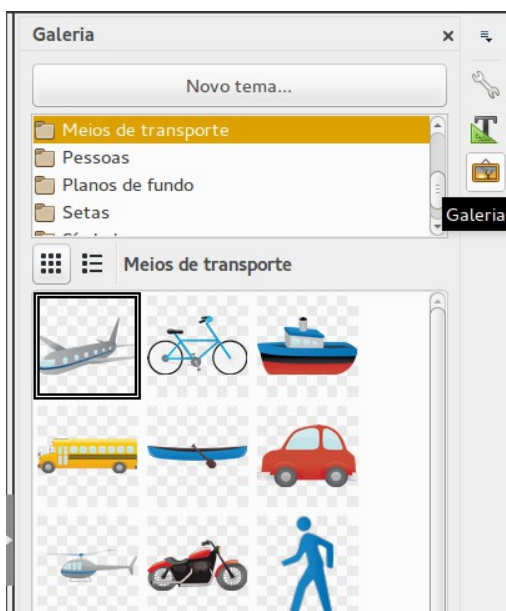 Galeria
Novo tema...
Meios de transporte
Pessoas
Planos de fundo
Setas
Galeria
Meios de transporte